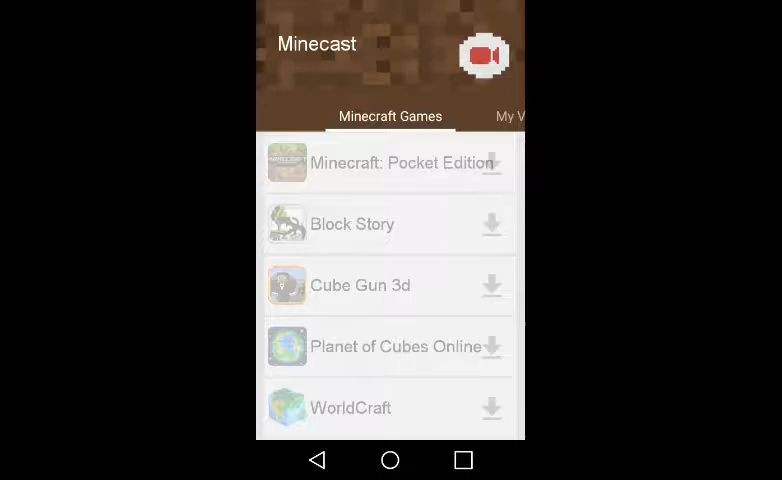 Minecast
Minecraft Games
My V
Minecraft: Pocket Edition
Block Story
Cube Gun 3d
Planet of Cubes Online
WorldCraft